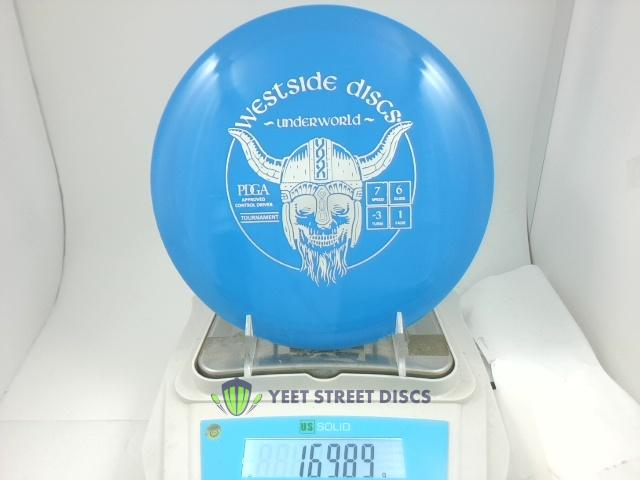 westside discs
~underworld~
PDGA
APPROVED
CONTROL DRIVER
TOURNAMENT
7 6
SPEED GLIDE
-3 1
TURN FADE
YEET STREET DISCS
US SOLID
169.89 g